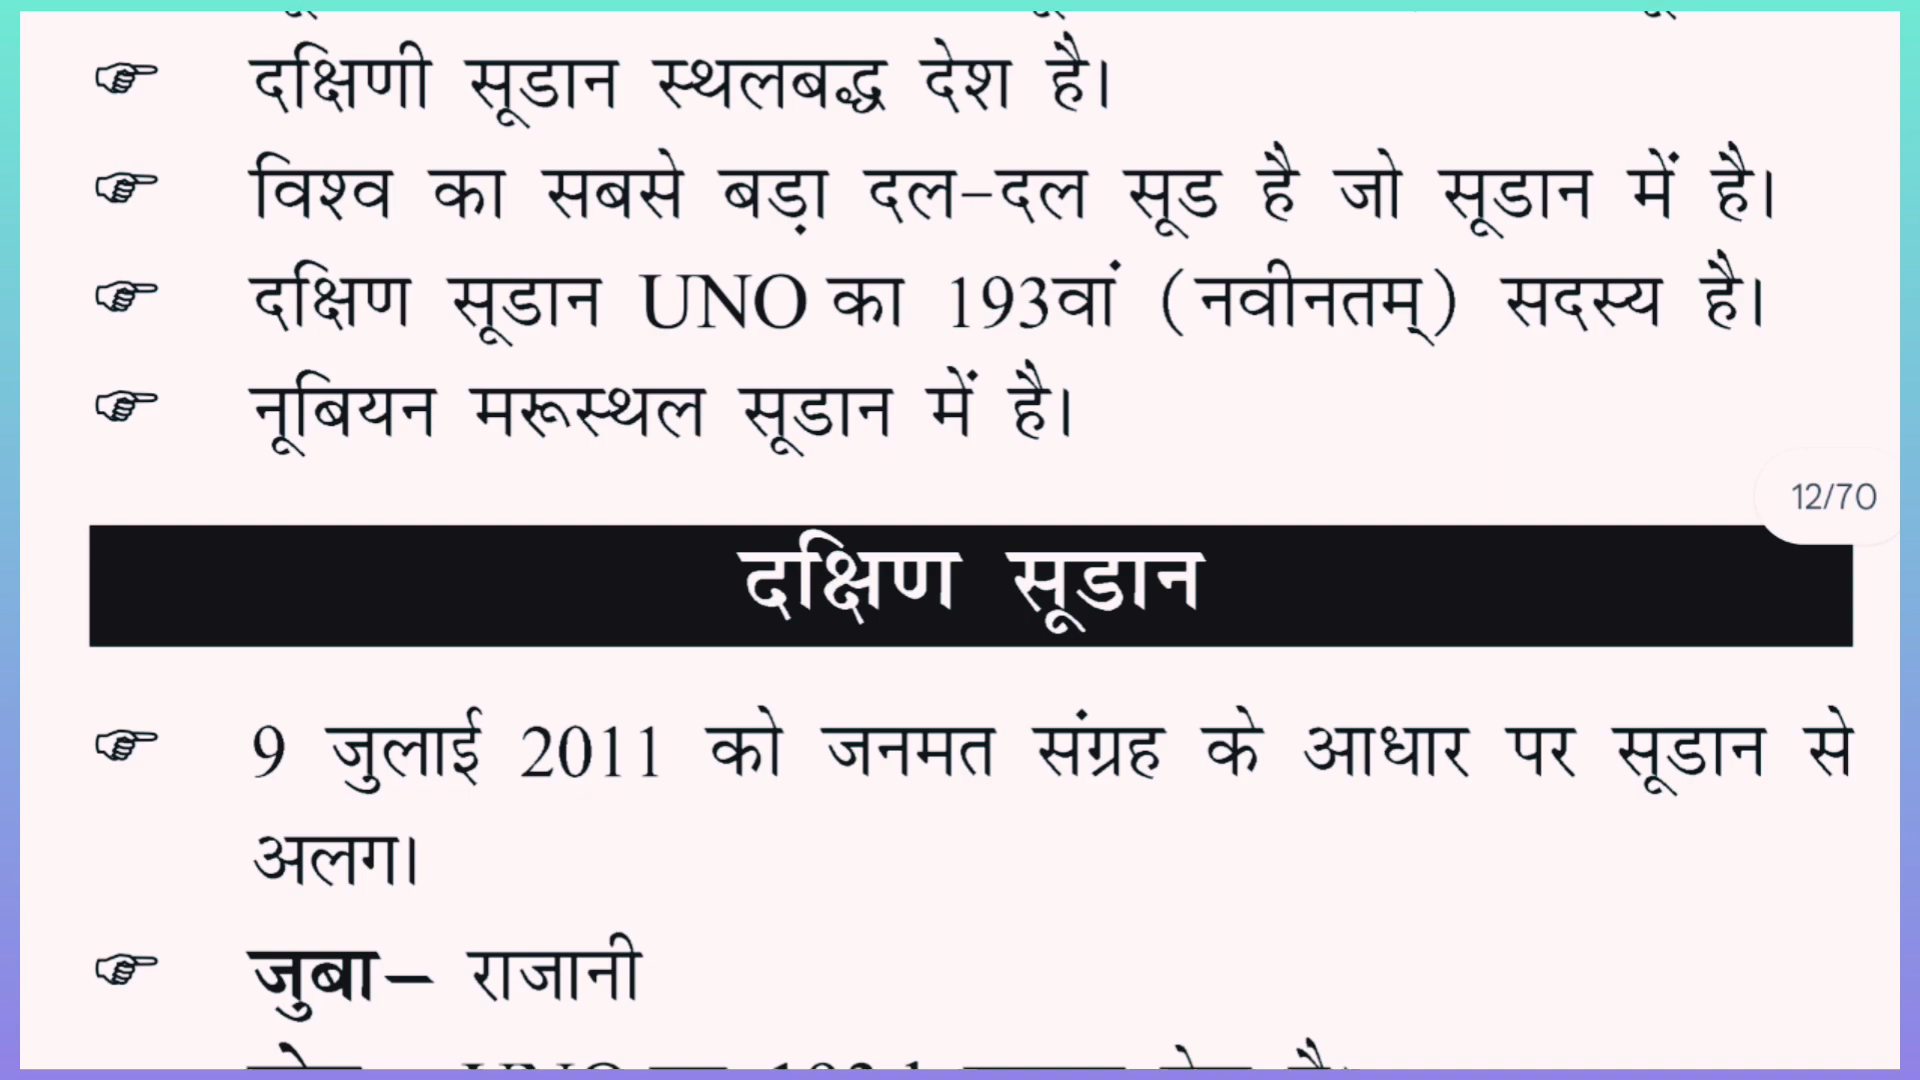 ☞ दक्षिणी सूडान स्थलबद्ध देश है।
☞ विश्व का सबसे बड़ा दल-दल सूड है जो सूडान में है।
☞ दक्षिण सूडान UNO का 193वां (नवीनतम्) सदस्य है।
☞ नूबियन मरूस्थल सूडान में है।
12/70
दक्षिण सूडान
☞ 9 जुलाई 2011 को जनमत संग्रह के आधार पर सूडान से
अलग।
☞ जुबा– राजानी